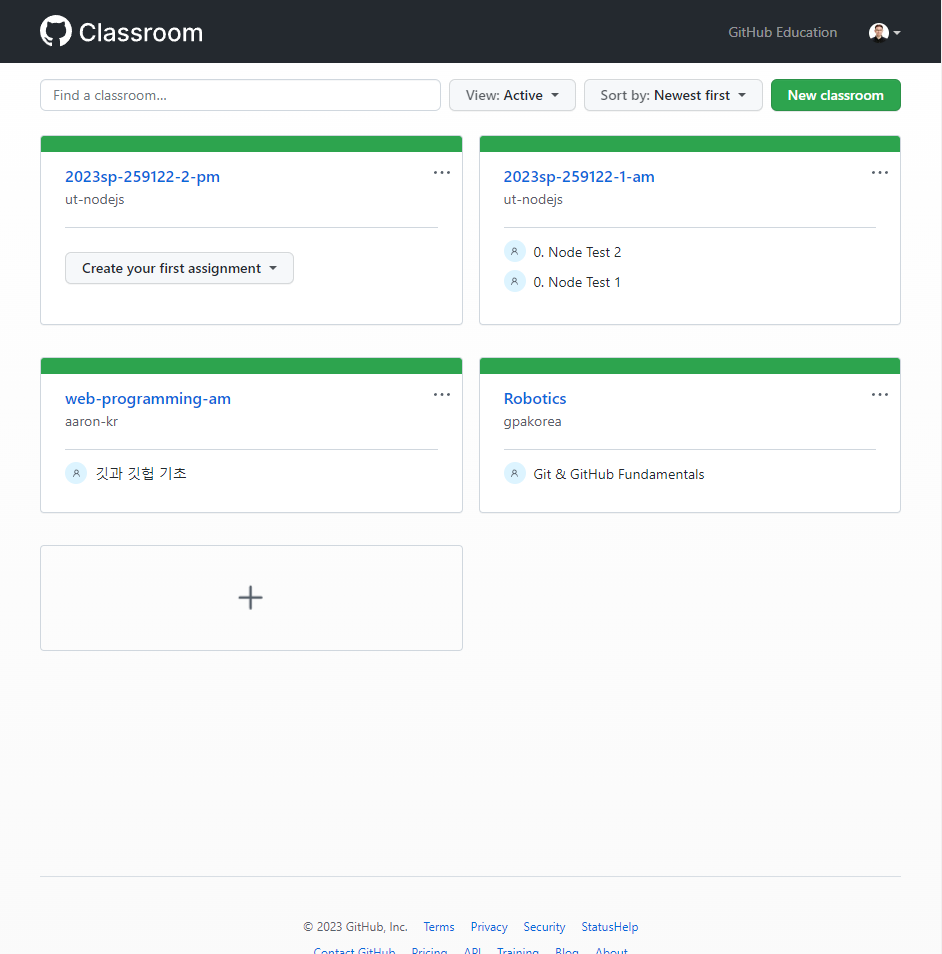 Classroom
GitHub Education
Find a classroom...
View: Active
Sort by: Newest first
New classroom
2023sp-259122-2-pm
ut-nodejs
Create your first assignment
2023sp-259122-1-am
ut-nodejs
0. Node Test 2
0. Node Test 1
web-programming-am
aaron-kr
깃과 깃헙 기초
Robotics
gpakorea
Git & GitHub Fundamentals
© 2023 GitHub, Inc. Terms Privacy Security StatusHelp
Contact GitHub Pricing API Training Blog About